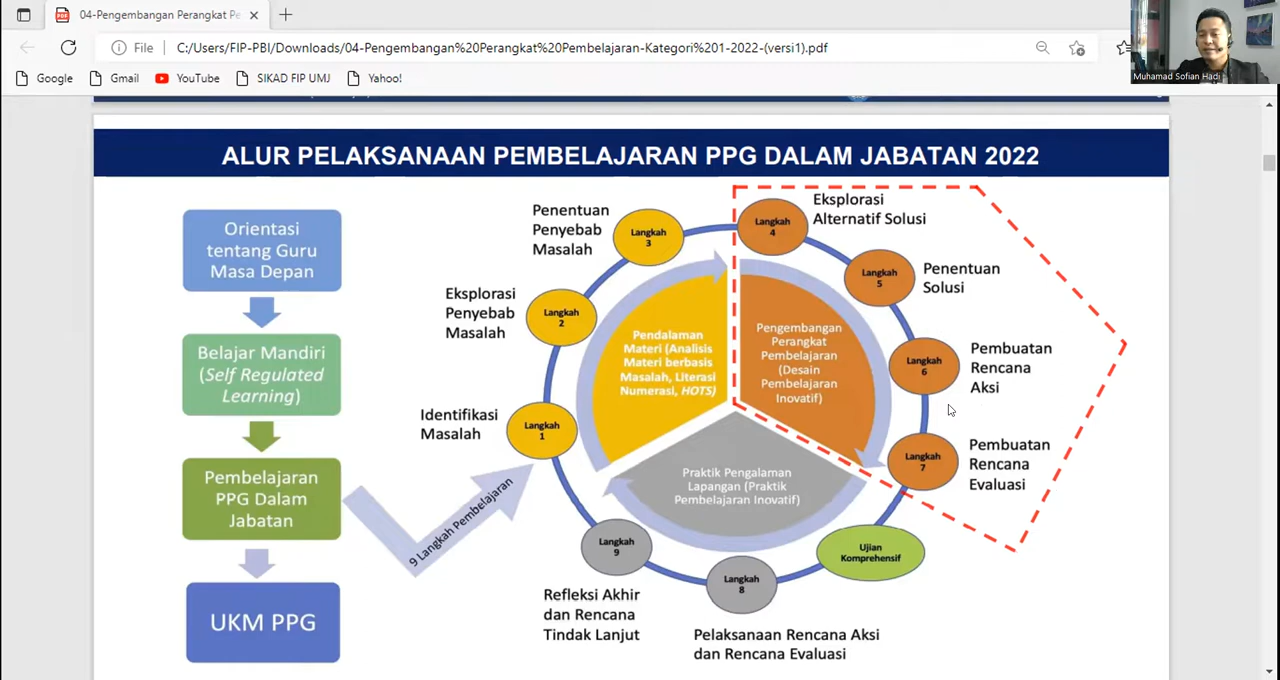 04-Pengembangan Perangkat Pe
File
C:/Users/FIP-PBI/Downloads/04-Pengembangan%20Perangkat%20Pembelajaran-Kategori%201-2022-(versi1).pdf
Google
Gmail
YouTube
SIKAD FIP UMJ
Yahoo!
Muhamad Sofian Hadi
ALUR PELAKSANAAN PEMBELAJARAN PPG DALAM JABATAN 2022
Orientasi
tentang Guru
Masa Depan
Belajar Mandiri
(Self Regulated
Learning)
Pembelajaran
PPG Dalam
Jabatan
UKM PPG
9 Langkah Pembelajaran
Identifikasi
Masalah
Langkah
1
Eksplorasi
Penyebab
Masalah
Langkah
2
Penentuan
Penyebab
Masalah
Langkah
3
Langkah
4
Eksplorasi
Alternatif Solusi
Langkah
5
Penentuan
Solusi
Langkah
6
Pembuatan
Rencana
Aksi
Langkah
7
Pembuatan
Rencana
Evaluasi
Ujian
Komprehensif
Langkah
8
Pelaksanaan Rencana Aksi
dan Rencana Evaluasi
Langkah
9
Refleksi Akhir
dan Rencana
Tindak Lanjut
Pendalaman
Materi (Analisis
Materi berbasis
Masalah, Literasi
Numerasi, HOTS)
Pengembangan
Perangkat
Pembelajaran
(Desain
Pembelajaran
Inovatif)
Praktik Pengalaman
Lapangan (Praktik
Pembelajaran Inovatif)